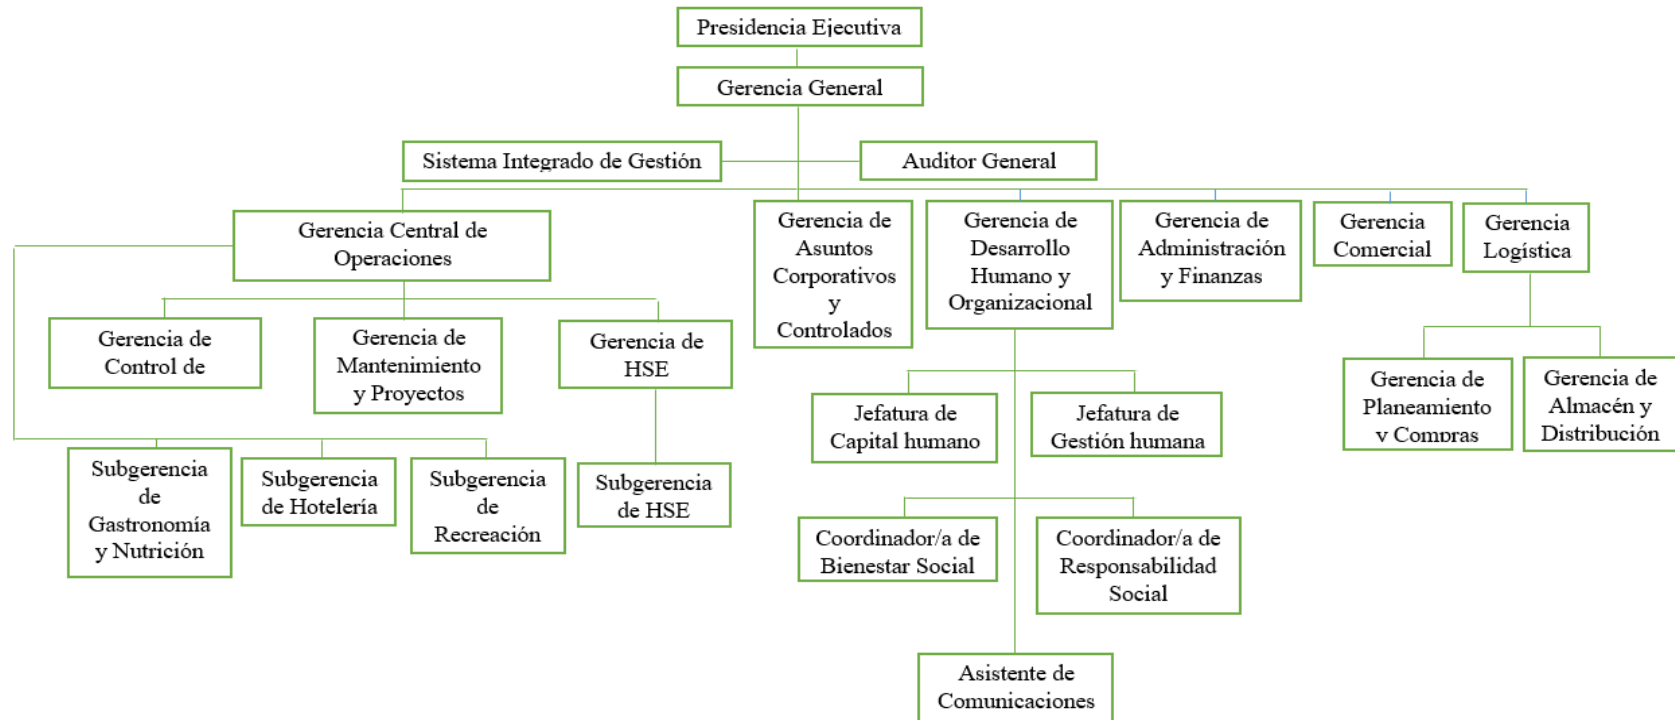 Presidencia Ejecutiva
Gerencia General
Sistema Integrado de Gestión
Auditor General
Gerencia Central de
Operaciones
Gerencia de
Asuntos
Corporativos
y
Controlados
Gerencia de
Desarrollo
Humano y
Organizacional
Gerencia de
Administración
y Finanzas
Gerencia
Comercial
Gerencia
Logística
Gerencia de
Control de
Gerencia de
Mantenimiento
y Proyectos
Gerencia de
HSE
Jefatura de
Capital humano
Jefatura de
Gestión humana
Gerencia de
Planeamiento
y Compras
Gerencia de
Almacén y
Distribución
Subgerencia
de
Gastronomía
y Nutrición
Subgerencia
de Hotelería
Subgerencia
de
Recreación
Subgerencia
de HSE
Coordinador/a de
Bienestar Social
Coordinador/a de
Responsabilidad
Social
Asistente de
Comunicaciones